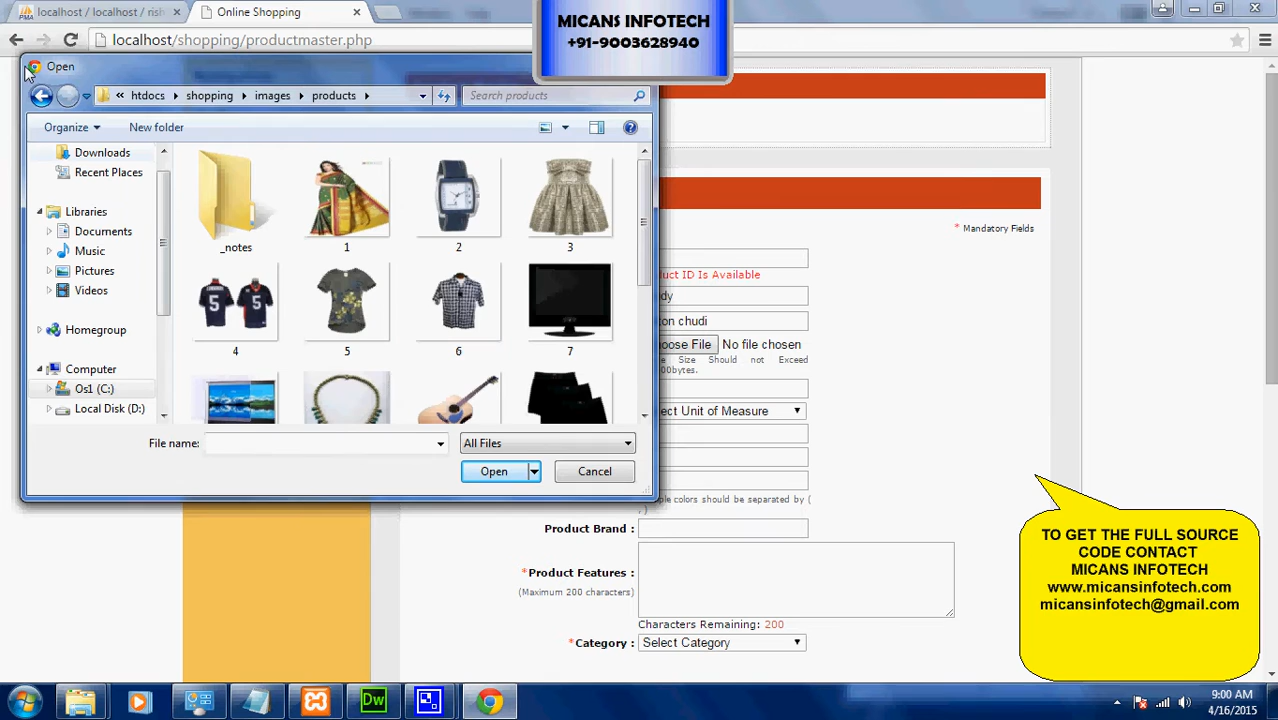 localhost / localhost / rish
Online Shopping
localhost/shopping/productmaster.php
MICANS INFOTECH
+91-9003628940
Open
htdocs
shopping
images
products
Search products
Organize
New folder
Downloads
Recent Places
Libraries
Documents
Music
Pictures
Videos
Homegroup
Computer
Os1 (C:)
Local Disk (D:)
_notes
1
2
3
4
5
6
7
File name:
All Files
Open
Cancel
* Mandatory Fields
uct ID Is Available
dy
ton chudi
oose File No file chosen
Size Should not Exceed
00bytes.
ect Unit of Measure
ple colors should be separated by (
, )
Product Brand :
*Product Features :
(Maximum 200 characters)
Characters Remaining: 200
*Category :
Select Category
TO GET THE FULL SOURCE
CODE CONTACT
MICANS INFOTECH
www.micansinfotech.com
micansinfotech@gmail.com
Dw
9:00 AM
4/16/2015